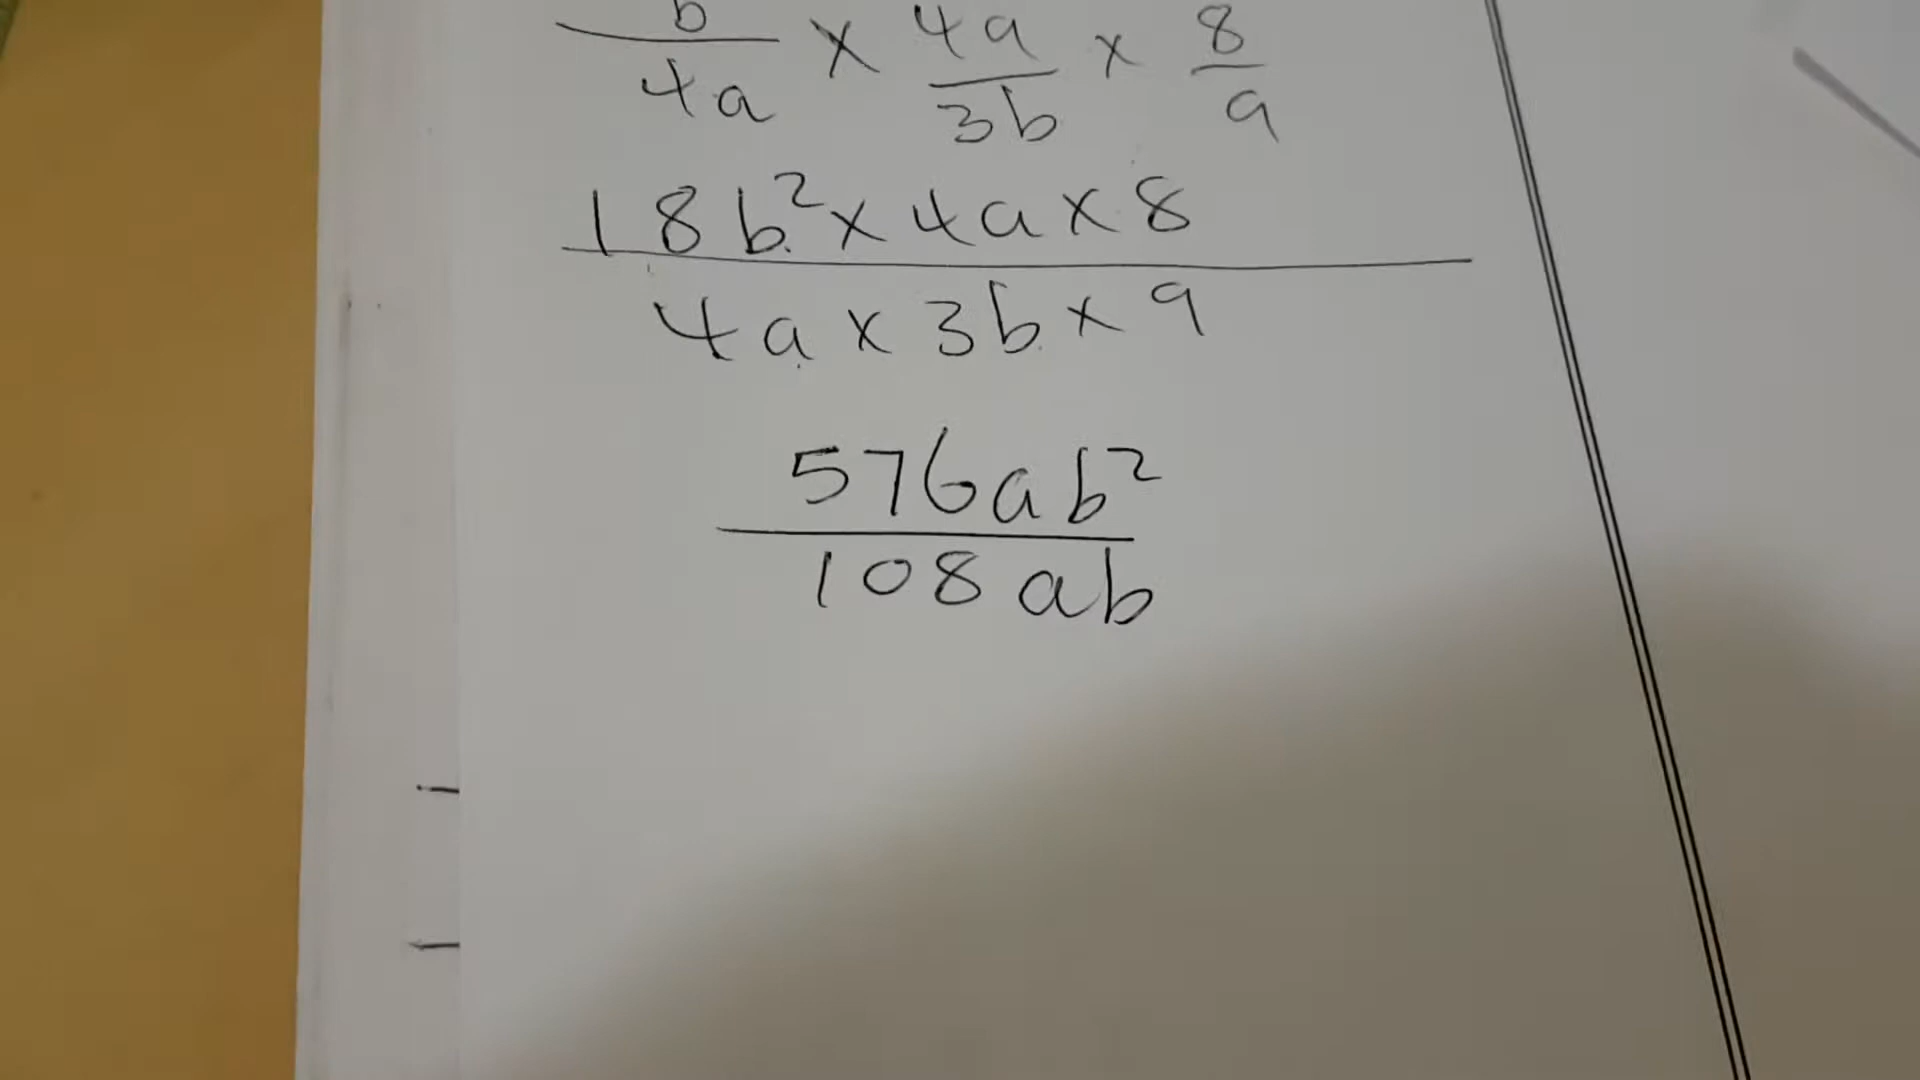 b/4a × 4a/3b × 8/9
18b² × 4a × 8
4a × 3b × 9
576ab²
108ab